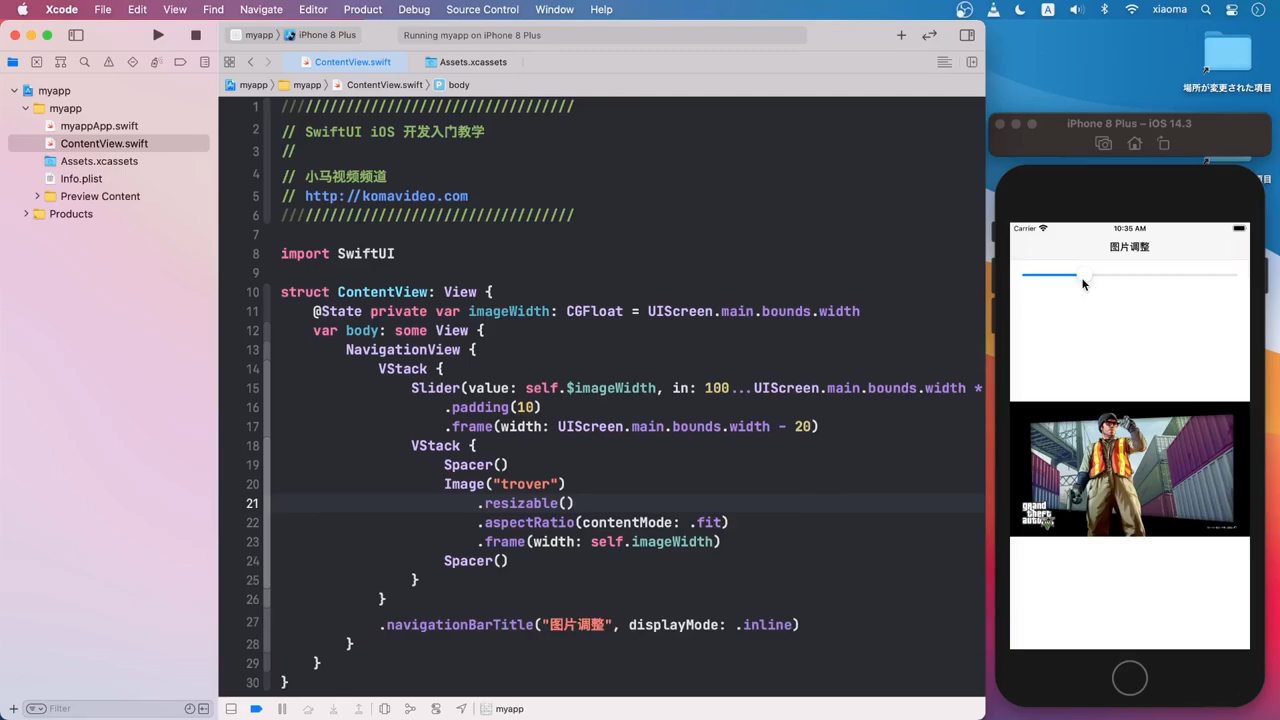 Xcode File Edit View Find Navigate Editor Product Debug Source Control Window Help A xiaoma
myapp iPhone 8 Plus Running myapp on iPhone 8 Plus
ContentView.swift Assets.xcassets
myapp myapp ContentView.swift P body
myapp
myapp
myappApp.swift
ContentView.swift
Assets.xcassets
Info.plist
Preview Content
Products
Filter
1 //////////////////////////////////////
2 // SwiftUI iOS 开发入门教学
3 //
4 // 小马视频频道
5 // http://komavideo.com
6 //////////////////////////////////////
7
8 import SwiftUI
9
10 struct ContentView: View {
11 @State private var imageWidth: CGFloat = UIScreen.main.bounds.width
12 var body: some View {
13 NavigationView {
14 VStack {
15 Slider(value: self.$imageWidth, in: 100...UIScreen.main.bounds.width *
16 .padding(10)
17 .frame(width: UIScreen.main.bounds.width - 20)
18 VStack {
19 Spacer()
20 Image("trover")
21 .resizable()
22 .aspectRatio(contentMode: .fit)
23 .frame(width: self.imageWidth)
24 Spacer()
25 }
26 }
27 .navigationBarTitle("图片调整", displayMode: .inline)
28 }
29 }
30 }
myapp
場所が変更された項目
iPhone 8 Plus – iOS 14.3
項目
Carrier 10:35 AM
图片调整
grand
theft
auto
V